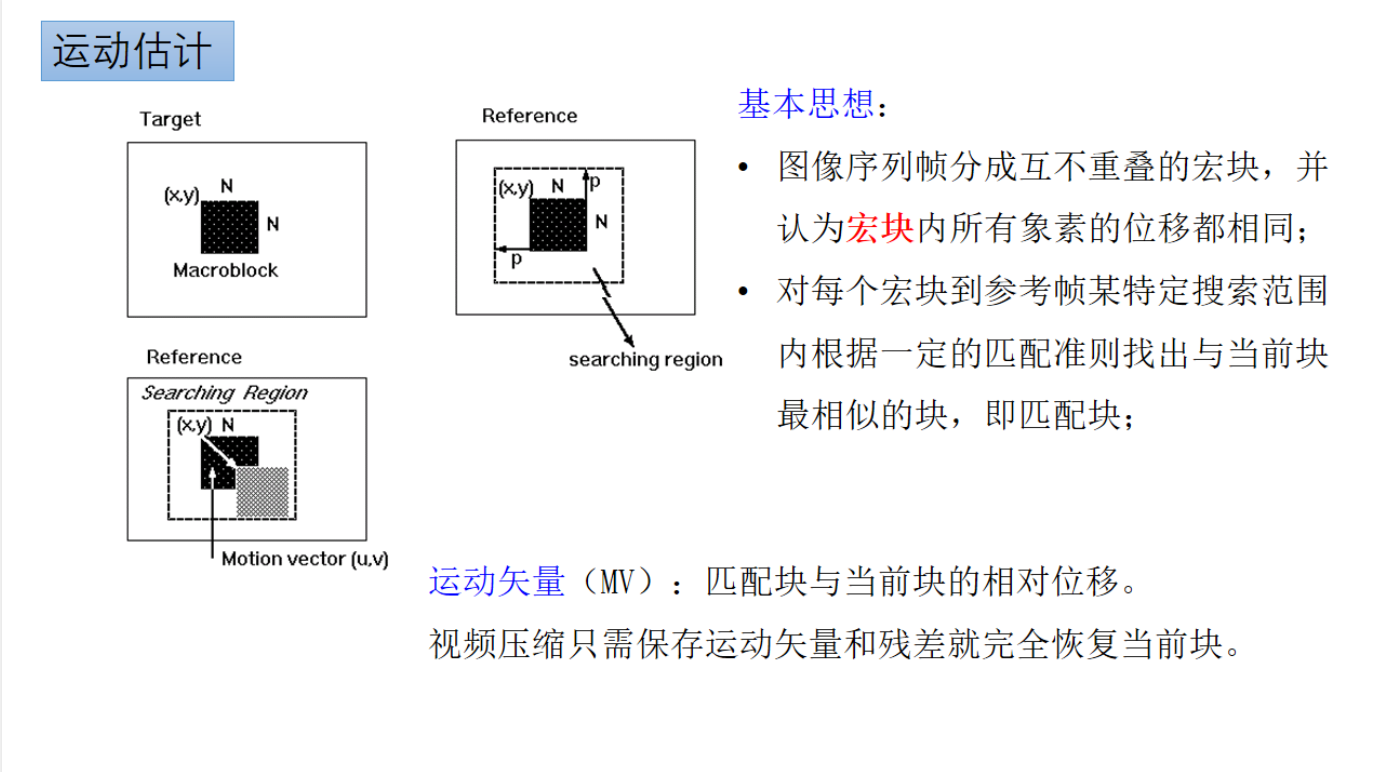 运动估计
Target
(x,y) N
N
Macroblock
Reference
(x,y) N p
N
p
searching region
Reference
Searching Region
(x,y) N
Motion vector (u,v)
基本思想:
• 图像序列帧分成互不重叠的宏块，并
认为宏块内所有象素的位移都相同；
• 对每个宏块到参考帧某特定搜索范围
内根据一定的匹配准则找出与当前块
最相似的块，即匹配块；
运动矢量（MV）：匹配块与当前块的相对位移。
视频压缩只需保存运动矢量和残差就完全恢复当前块。